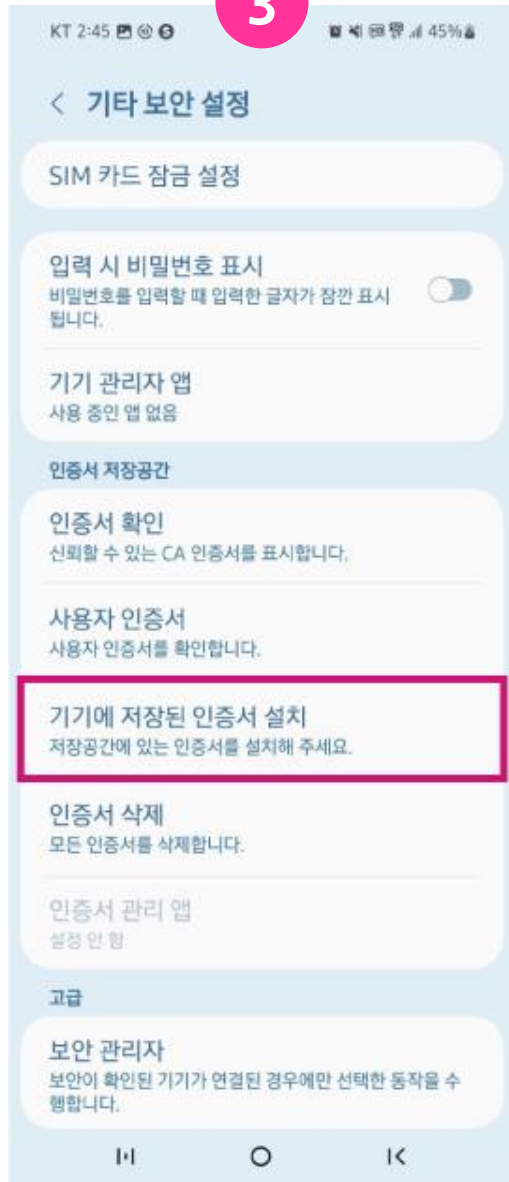 3
KT 2:45
45%
기타 보안 설정
SIM 카드 잠금 설정
입력 시 비밀번호 표시
비밀번호를 입력할 때 입력한 글자가 잠깐 표시
됩니다.
기기 관리자 앱
사용 중인 앱 없음
인증서 저장공간
인증서 확인
신뢰할 수 있는 CA 인증서를 표시합니다.
사용자 인증서
사용자 인증서를 확인합니다.
기기에 저장된 인증서 설치
저장공간에 있는 인증서를 설치해 주세요.
인증서 삭제
모든 인증서를 삭제합니다.
인증서 관리 앱
설정 안 함
고급
보안 관리자
보안이 확인된 기기가 연결된 경우에만 선택한 동작을 수
행합니다.